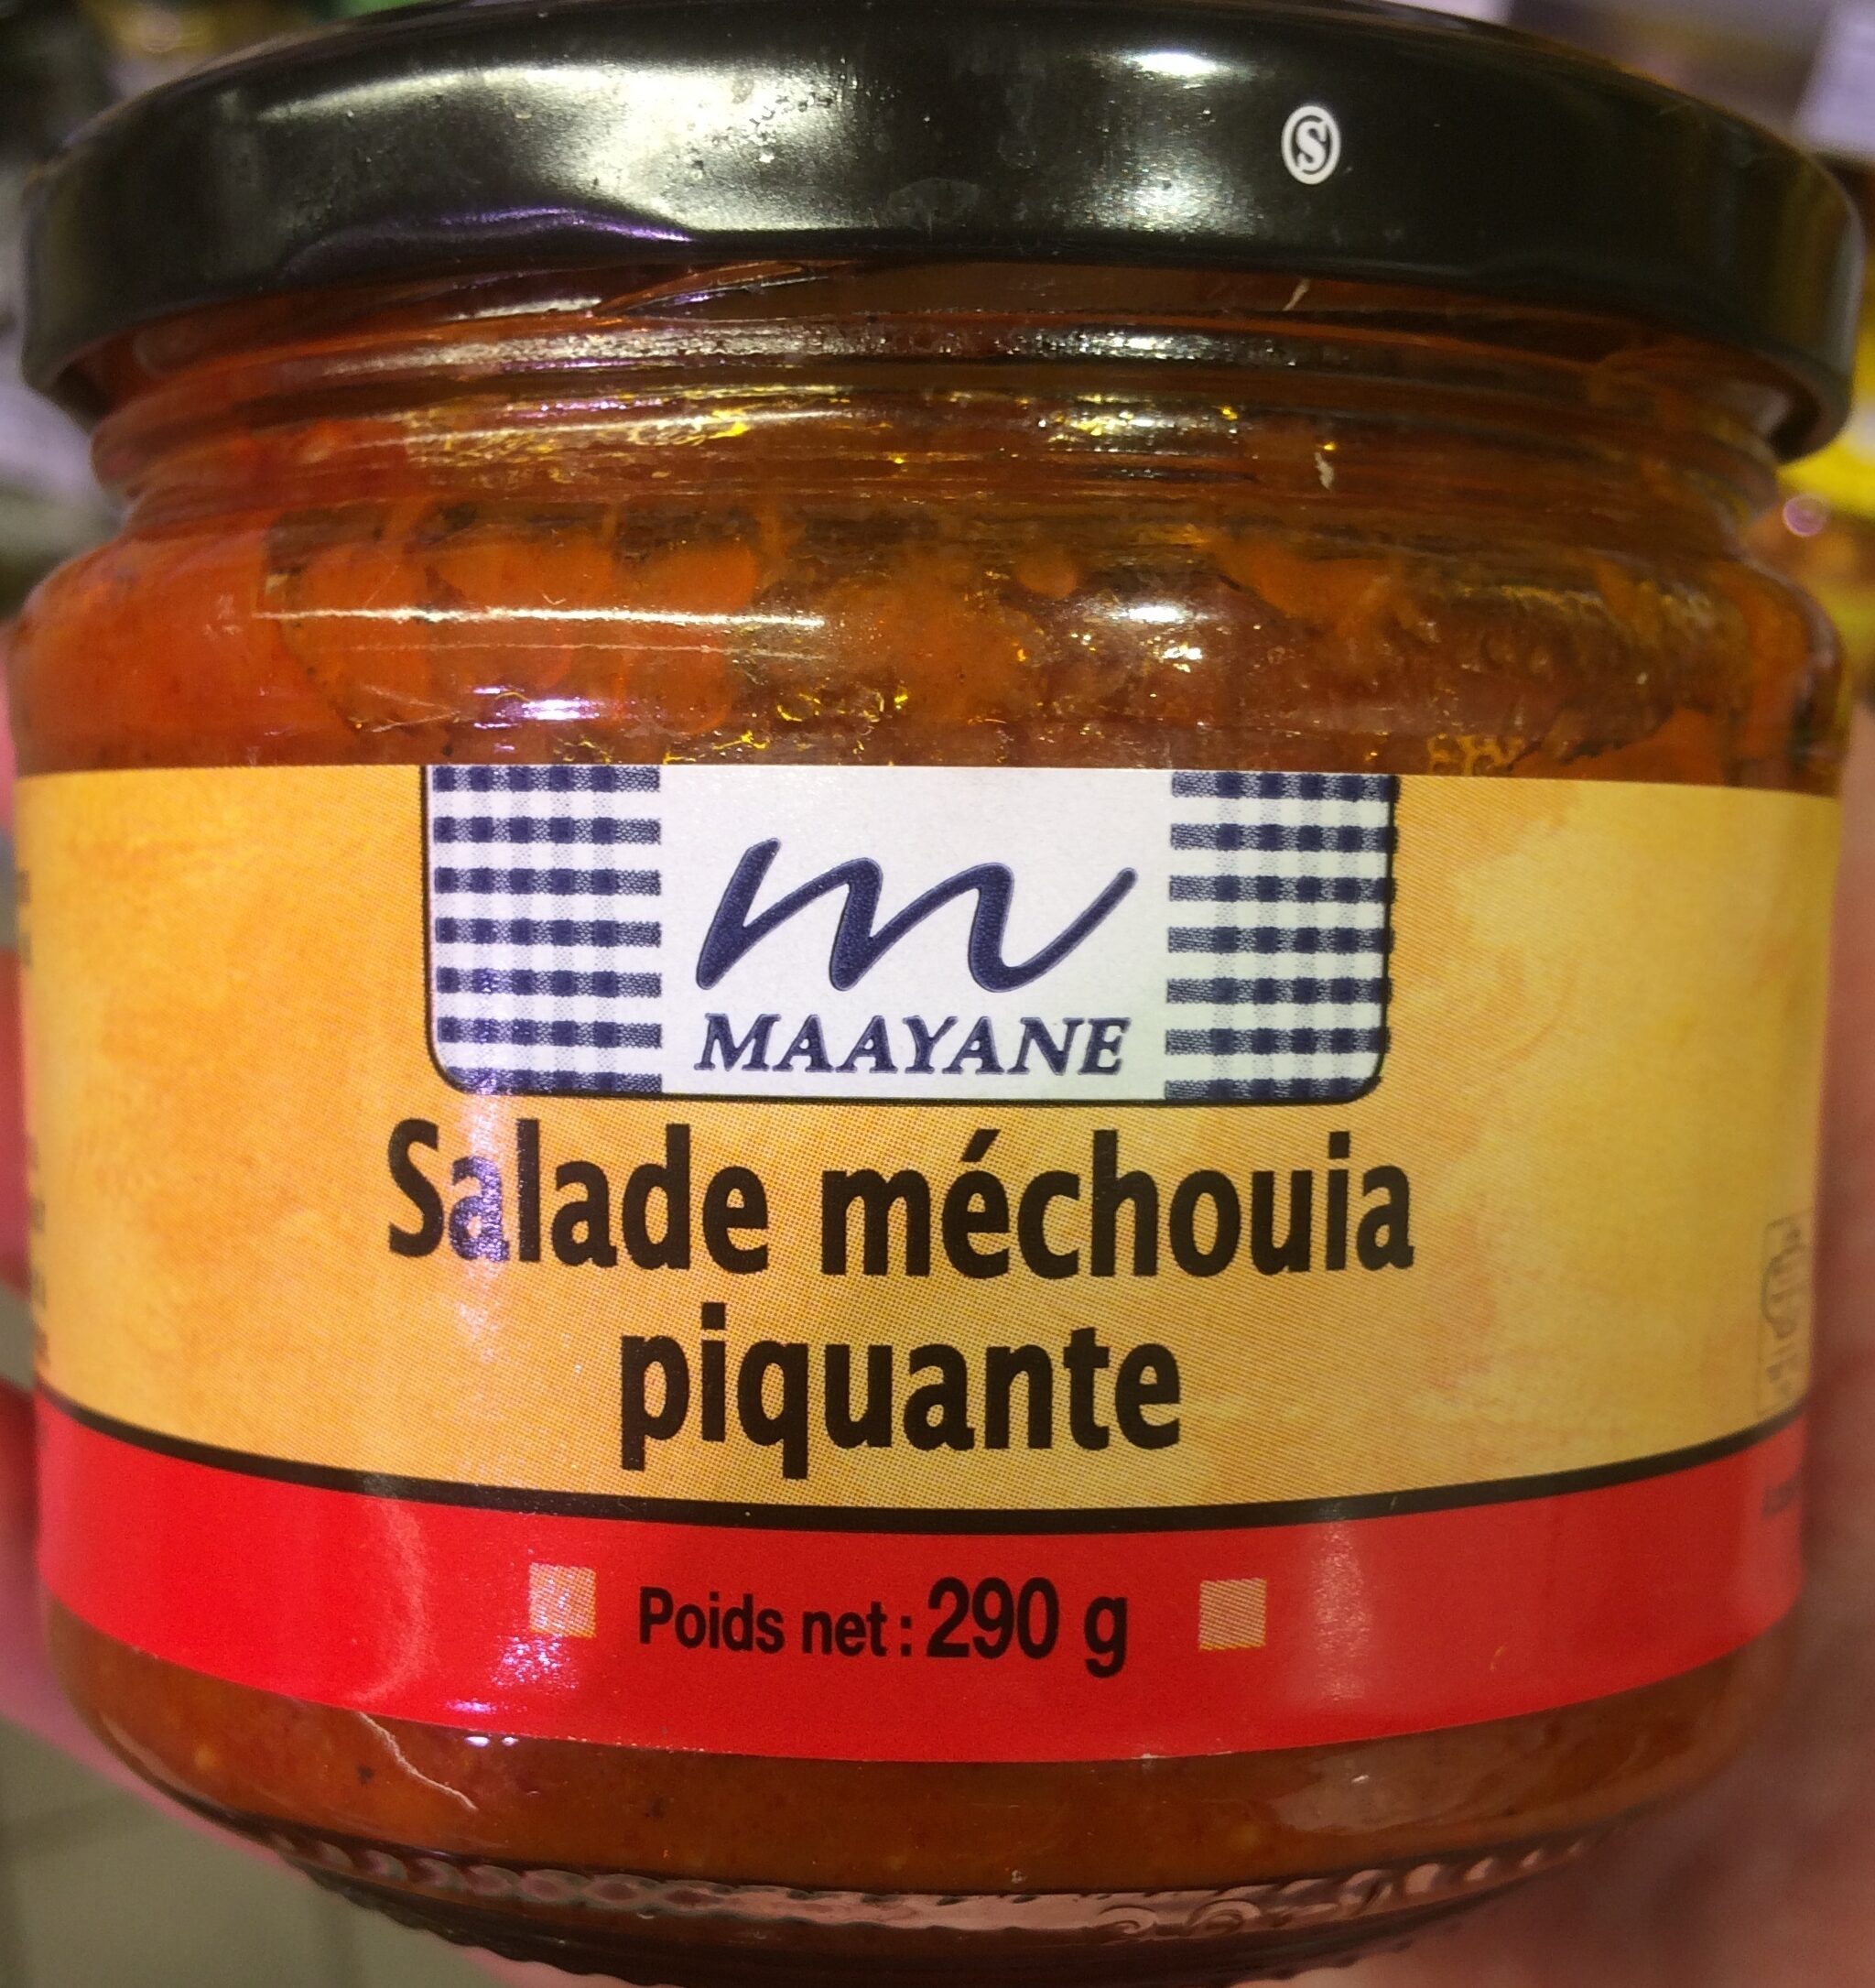 Ⓢ
m
MAAYANE
Salade méchouia
piquante
Poids net : 290 g